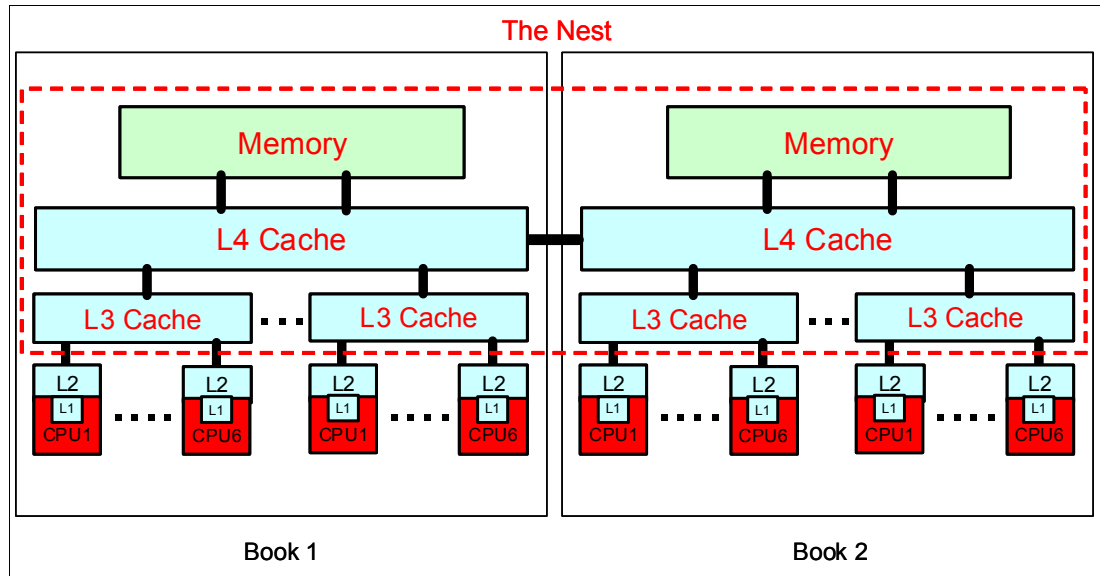 The Nest
Memory
Memory
L4 Cache
L4 Cache
L3 Cache
L3 Cache
L3 Cache
L3 Cache
L2
L2
L2
L2
L2
L2
L2
L2
L1
L1
L1
L1
L1
L1
L1
L1
CPU1
CPU6
CPU1
CPU6
CPU1
CPU6
CPU1
CPU6
Book 1
Book 2